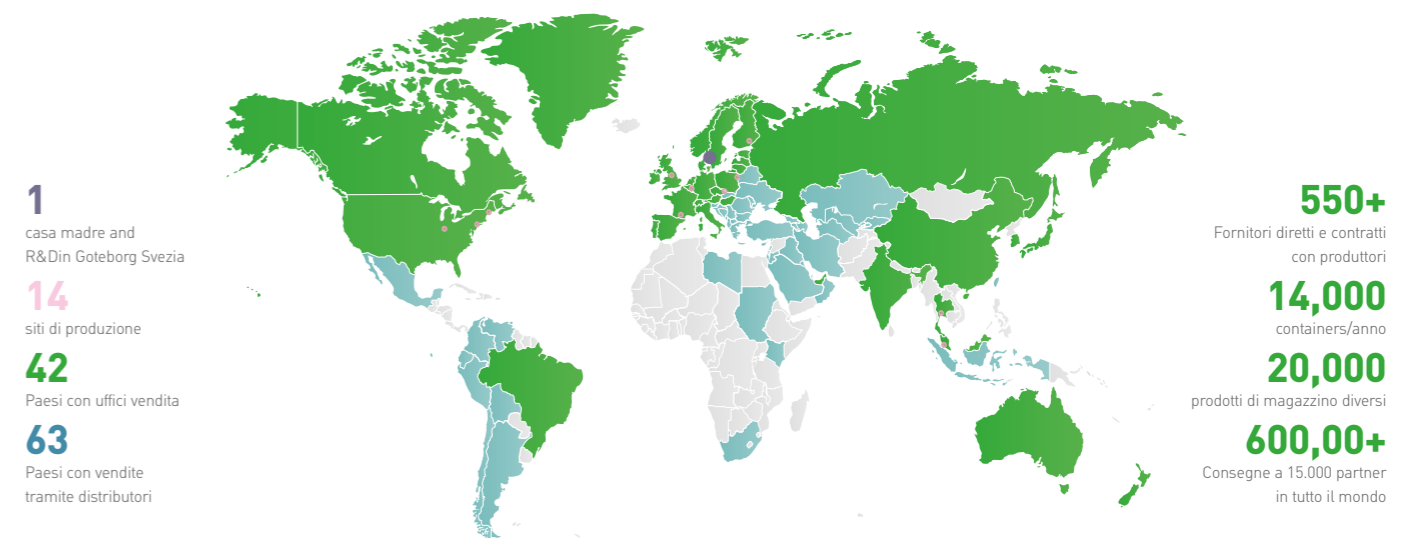 1
casa madre and
R&Din Goteborg Svezia
14
siti di produzione
42
Paesi con uffici vendita
63
Paesi con vendite
tramite distributori
550+
Fornitori diretti e contratti
con produttori
14,000
containers/anno
20,000
prodotti di magazzino diversi
600,00+
Consegne a 15.000 partner
in tutto il mondo